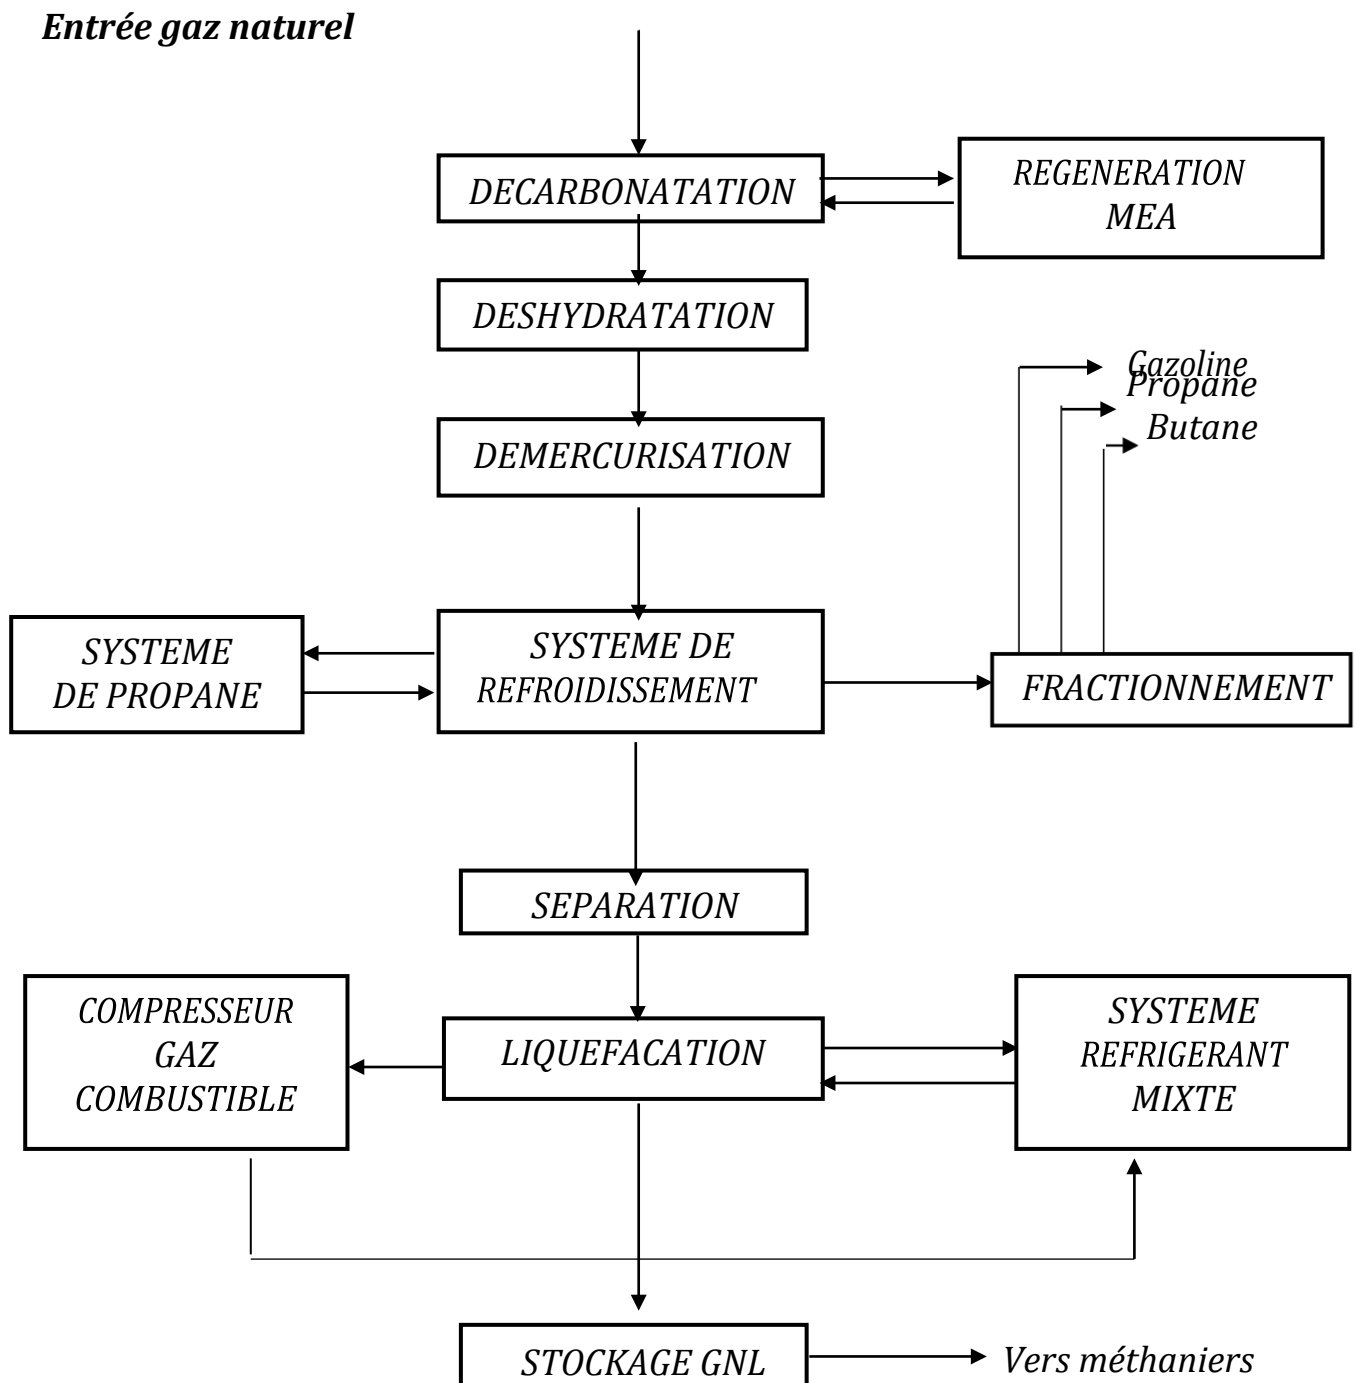 Entrée gaz naturel
DECARBONATATION
REGENERATION
MEA
DESHYDRATATION
Gazoline
Propane
Butane
DEMERCURISATION
SYSTEME
DE PROPANE
SYSTEME DE
REFROIDISSEMENT
FRACTIONNEMENT
SEPARATION
COMPRESSEUR
GAZ
COMBUSTIBLE
LIQUEFACATION
SYSTEME
REFRIGERANT
MIXTE
STOCKAGE GNL
Vers méthaniers